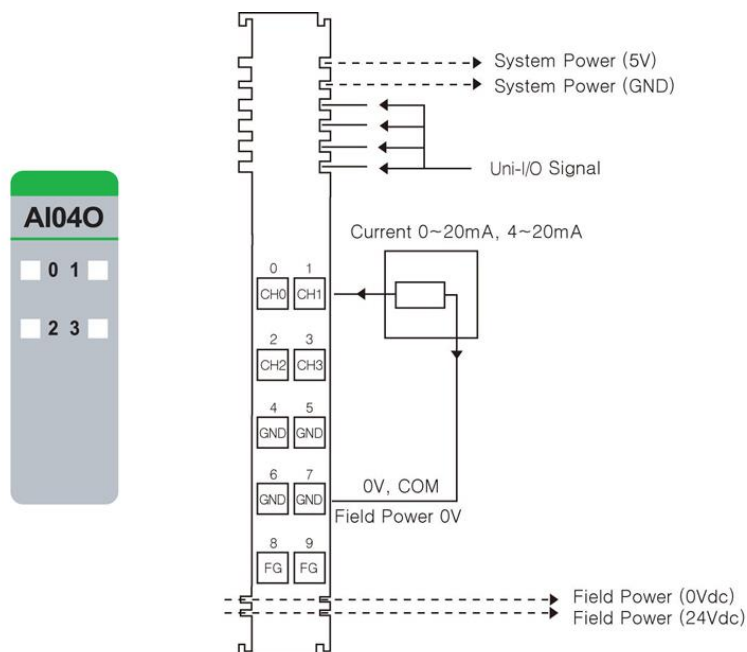 System Power (5V)
System Power (GND)
Uni-I/O Signal
AI04O
0 1
2 3
Current 0~20mA, 4~20mA
0 1
CH0 CH1
2 3
CH2 CH3
4 5
GND GND
6 7
GND GND
0V, COM
Field Power 0V
8 9
FG FG
Field Power (0Vdc)
Field Power (24Vdc)